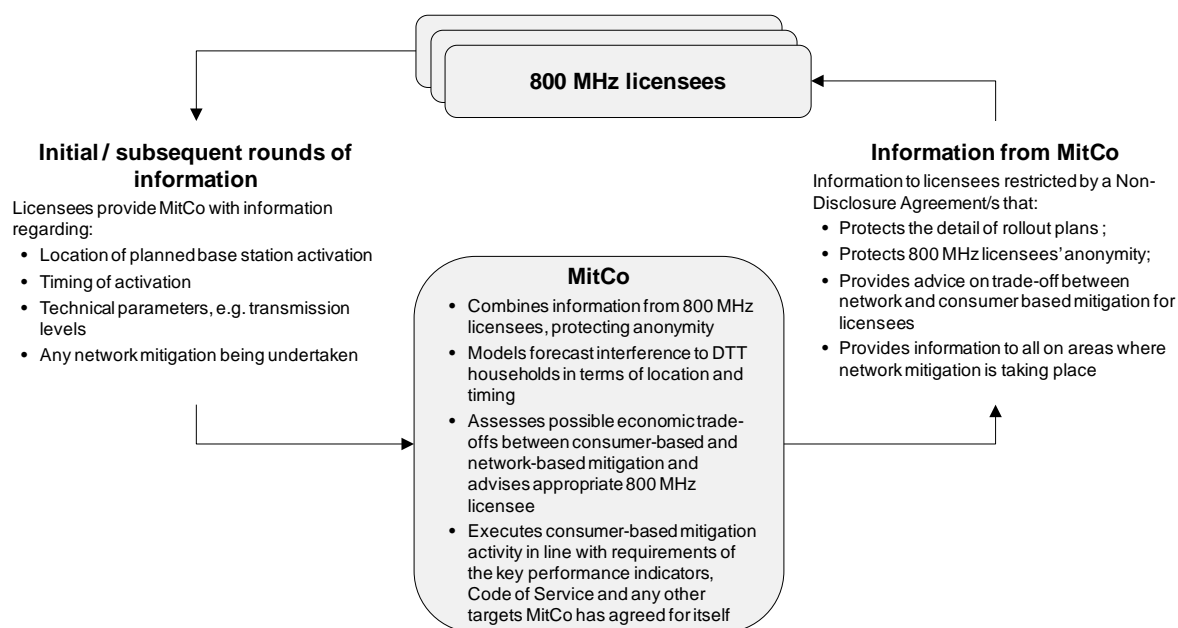 800 MHz licensees
Initial / subsequent rounds of
information
Licensees provide MitCo with information
regarding:
• Location of planned base station activation
• Timing of activation
• Technical parameters, e.g. transmission
levels
• Any network mitigation being undertaken
MitCo
• Combines information from 800 MHz
licensees, protecting anonymity
• Models forecast interference to DTT
households in terms of location and
timing
• Assesses possible economic trade-
offs between consumer-based and
network-based mitigation and
advises appropriate 800 MHz
licensee
• Executes consumer-based mitigation
activity in line with requirements of
the key performance indicators,
Code of Service and any other
targets MitCo has agreed for itself
Information from MitCo
Information to licensees restricted by a Non-
Disclosure Agreement/s that:
• Protects the detail of rollout plans ;
• Protects 800 MHz licensees' anonymity;
• Provides advice on trade-off between
network and consumer based mitigation for
licensees
• Provides information to all on areas where
network mitigation is taking place